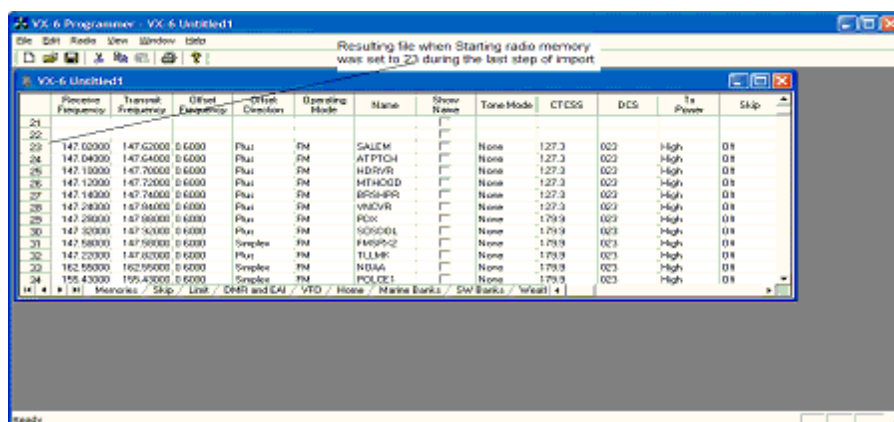 VX-6 Programmer - VX-6 Untitled1
File Edit Radio View Window Help
Resulting file when Starting radio memory
was set to 23 during the last step of import
VX-6 Untitled1
Receive Frequency Transmit Frequency Offset Frequency Offset Direction Operating Mode Name Show Name Tone Mode CTCSS DCS Tx Power Skip
21
22
23 147.02000 147.62000 0.6000 Plus FM SALEM None 127.3 023 High Off
24 147.04000 147.64000 0.6000 Plus FM ATPTCH None 127.3 023 High Off
25 147.10000 147.70000 0.6000 Plus FM HDRVR None 127.3 023 High Off
26 147.12000 147.72000 0.6000 Plus FM MTHOOD None 127.3 023 High Off
27 147.14000 147.74000 0.6000 Plus FM None 127.3 023 High Off
28 147.24000 147.84000 0.6000 Plus FM VNCVR None 127.3 023 High Off
29 147.28000 147.88000 0.6000 Plus FM PDX None 179.9 023 High Off
30 147.32000 147.92000 0.6000 Plus FM None 179.9 023 High Off
31 147.58000 147.58000 0.6000 Simplex FM None 179.9 023 High Off
32 147.22000 147.82000 0.6000 Plus FM TLLMK None 179.9 023 High Off
33 162.55000 162.55000 0.6000 Simplex FM NOAA None 179.9 023 High Off
34 155.43000 155.43000 0.6000 Simplex FM POLCE1 None 179.9 023 High Off
Memories Skip Limit DMR and EAI VFO Home Marine Banks SW Banks
Ready